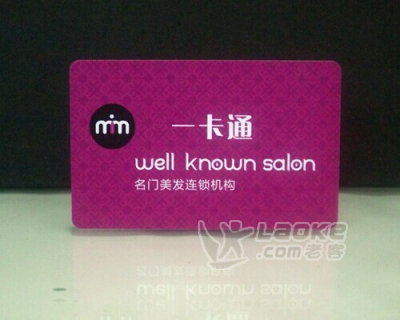 mm
一卡通
well known salon
名门美发连锁机构
LAOKE
.com老客